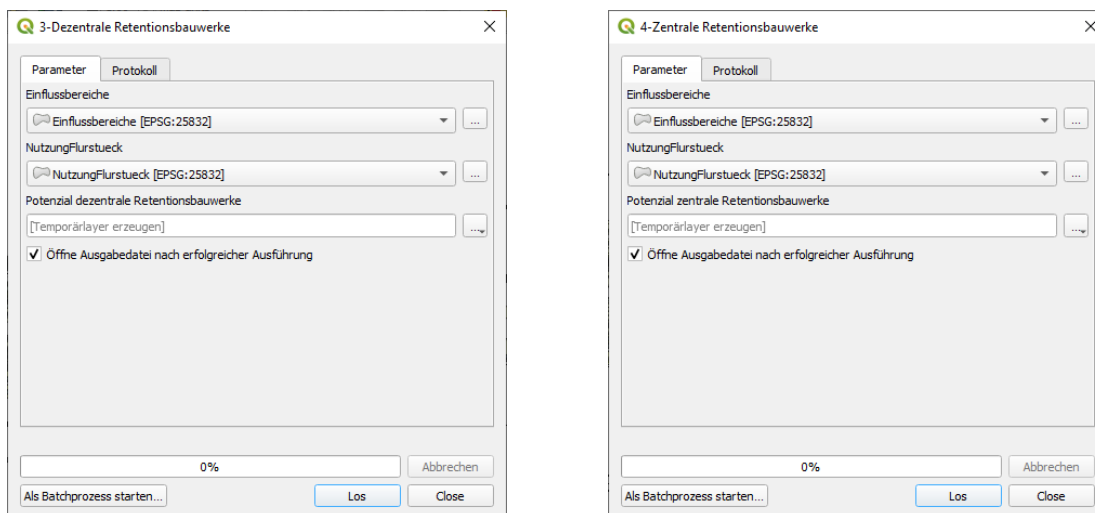 3-Dezentrale Retentionsbauwerke
Parameter
Protokoll
Einflussbereiche
Einflussbereiche [EPSG:25832]
...
NutzungFlurstueck
NutzungFlurstueck [EPSG:25832]
...
Potenzial dezentrale Retentionsbauwerke
[Temporärlayer erzeugen]
...
Öffne Ausgabedatei nach erfolgreicher Ausführung
0%
Abbrechen
Als Batchprozess starten...
Los
Close
4-Zentrale Retentionsbauwerke
Parameter
Protokoll
Einflussbereiche
Einflussbereiche [EPSG:25832]
...
NutzungFlurstueck
NutzungFlurstueck [EPSG:25832]
...
Potenzial zentrale Retentionsbauwerke
[Temporärlayer erzeugen]
...
Öffne Ausgabedatei nach erfolgreicher Ausführung
0%
Abbrechen
Als Batchprozess starten...
Los
Close